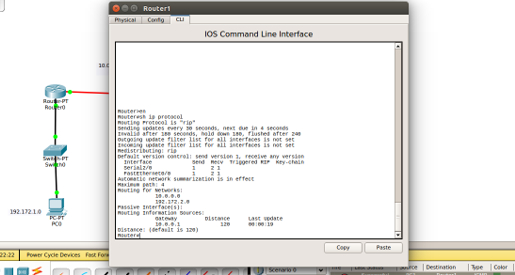 Router1
Physical Config CLI
IOS Command Line Interface
10.0
Router>en
Router#sh ip protocol
Routing Protocol is "rip"
Sending updates every 30 seconds, next due in 4 seconds
Invalid after 180 seconds, hold down 180, flushed after 240
Outgoing update filter list for all interfaces is not set
Incoming update filter list for all interfaces is not set
Redistributing: rip
Default version control: send version 1, receive any version
Interface Send Recv Triggered RIP Key-chain
Serial2/0 1 2 1
FastEthernet0/0 1 2 1
Automatic network summarization is in effect
Maximum path: 4
Routing for Networks:
10.0.0.0
192.172.2.0
Passive Interface(s):
Routing Information Sources:
Gateway Distance Last Update
10.0.0.1 120 00:00:19
Distance: (default is 120)
Router#
Router-PT
Router0
Switch-PT
Switch0
192.172.1.0
PC-PT
PC0
Copy Paste
22:22 Power Cycle Devices Fast Forw
Scenario 0
Last Status Source Destination Type Color